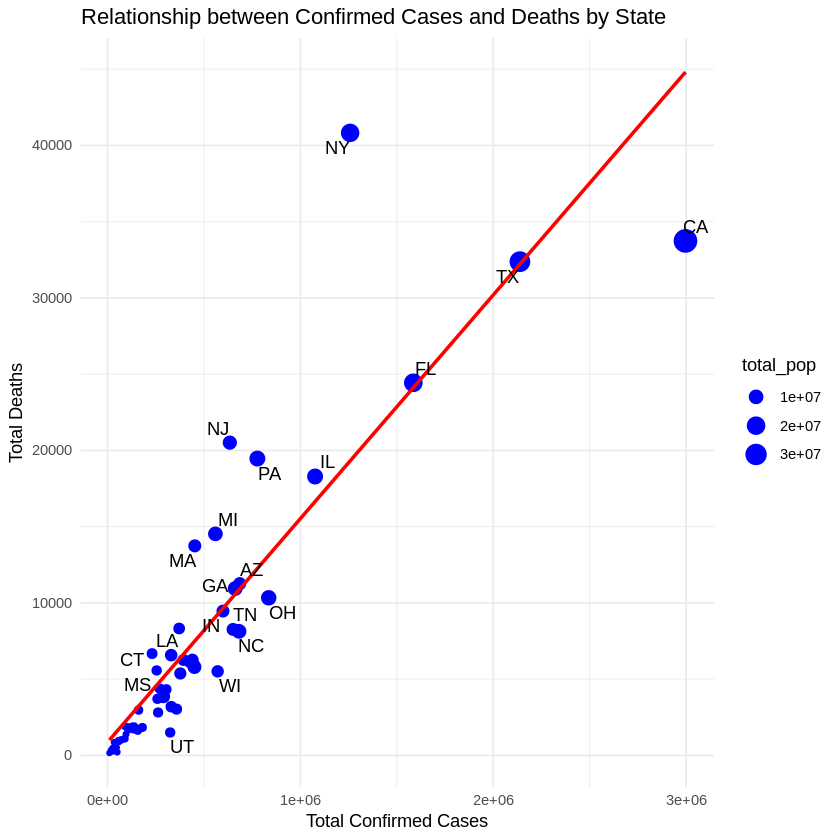 Relationship between Confirmed Cases and Deaths by State
Total Deaths
40000
30000
20000
10000
0
NY
CA
TX
FL
NJ
PA
IL
MI
MA
AZ
GA
OH
TN
IN
NC
LA
CT
WI
MS
UT
0e+00
1e+06
2e+06
3e+06
Total Confirmed Cases
total_pop
1e+07
2e+07
3e+07